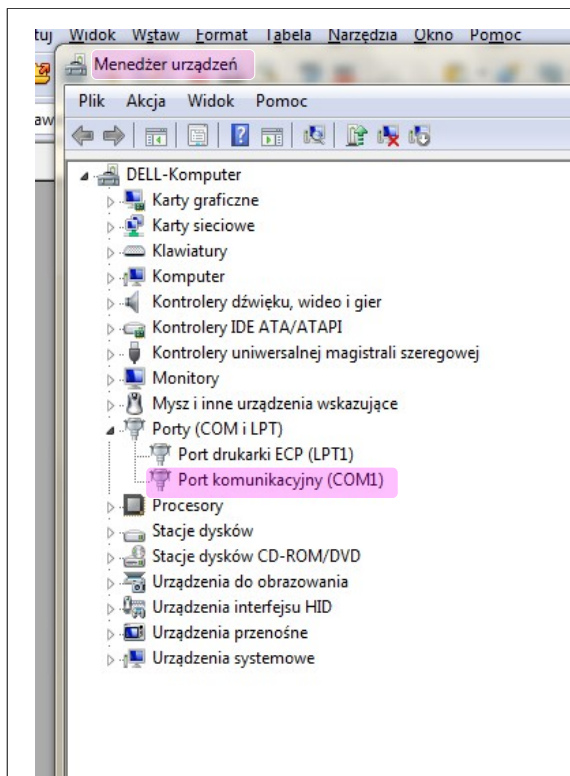 tuj Widok Wstaw Format Tabela Narzędzia Okno Pomoc
Menedżer urządzeń
Plik Akcja Widok Pomoc
aw
DELL-Komputer
Karty graficzne
Karty sieciowe
Klawiatury
Komputer
Kontrolery dźwięku, wideo i gier
Kontrolery IDE ATA/ATAPI
Kontrolery uniwersalnej magistrali szeregowej
Monitory
Mysz i inne urządzenia wskazujące
Porty (COM i LPT)
Port drukarki ECP (LPT1)
Port komunikacyjny (COM1)
Procesory
Stacje dysków
Stacje dysków CD-ROM/DVD
Urządzenia do obrazowania
Urządzenia interfejsu HID
Urządzenia przenośne
Urządzenia systemowe